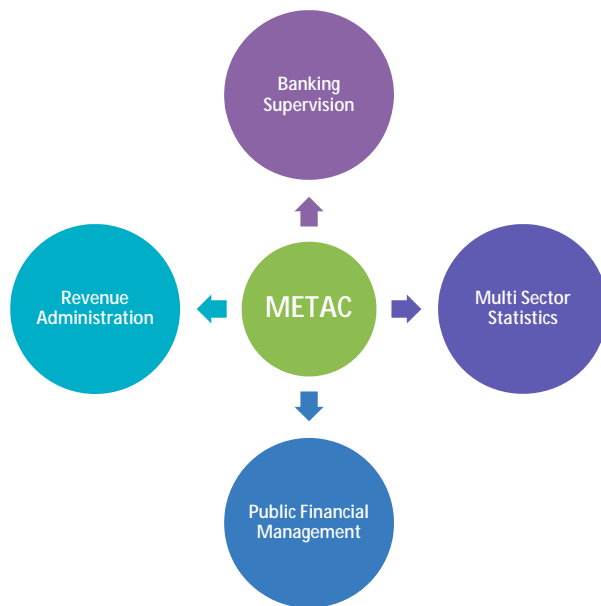 Banking
Supervision
Revenue
Administration
METAC
Multi Sector
Statistics
Public Financial
Management